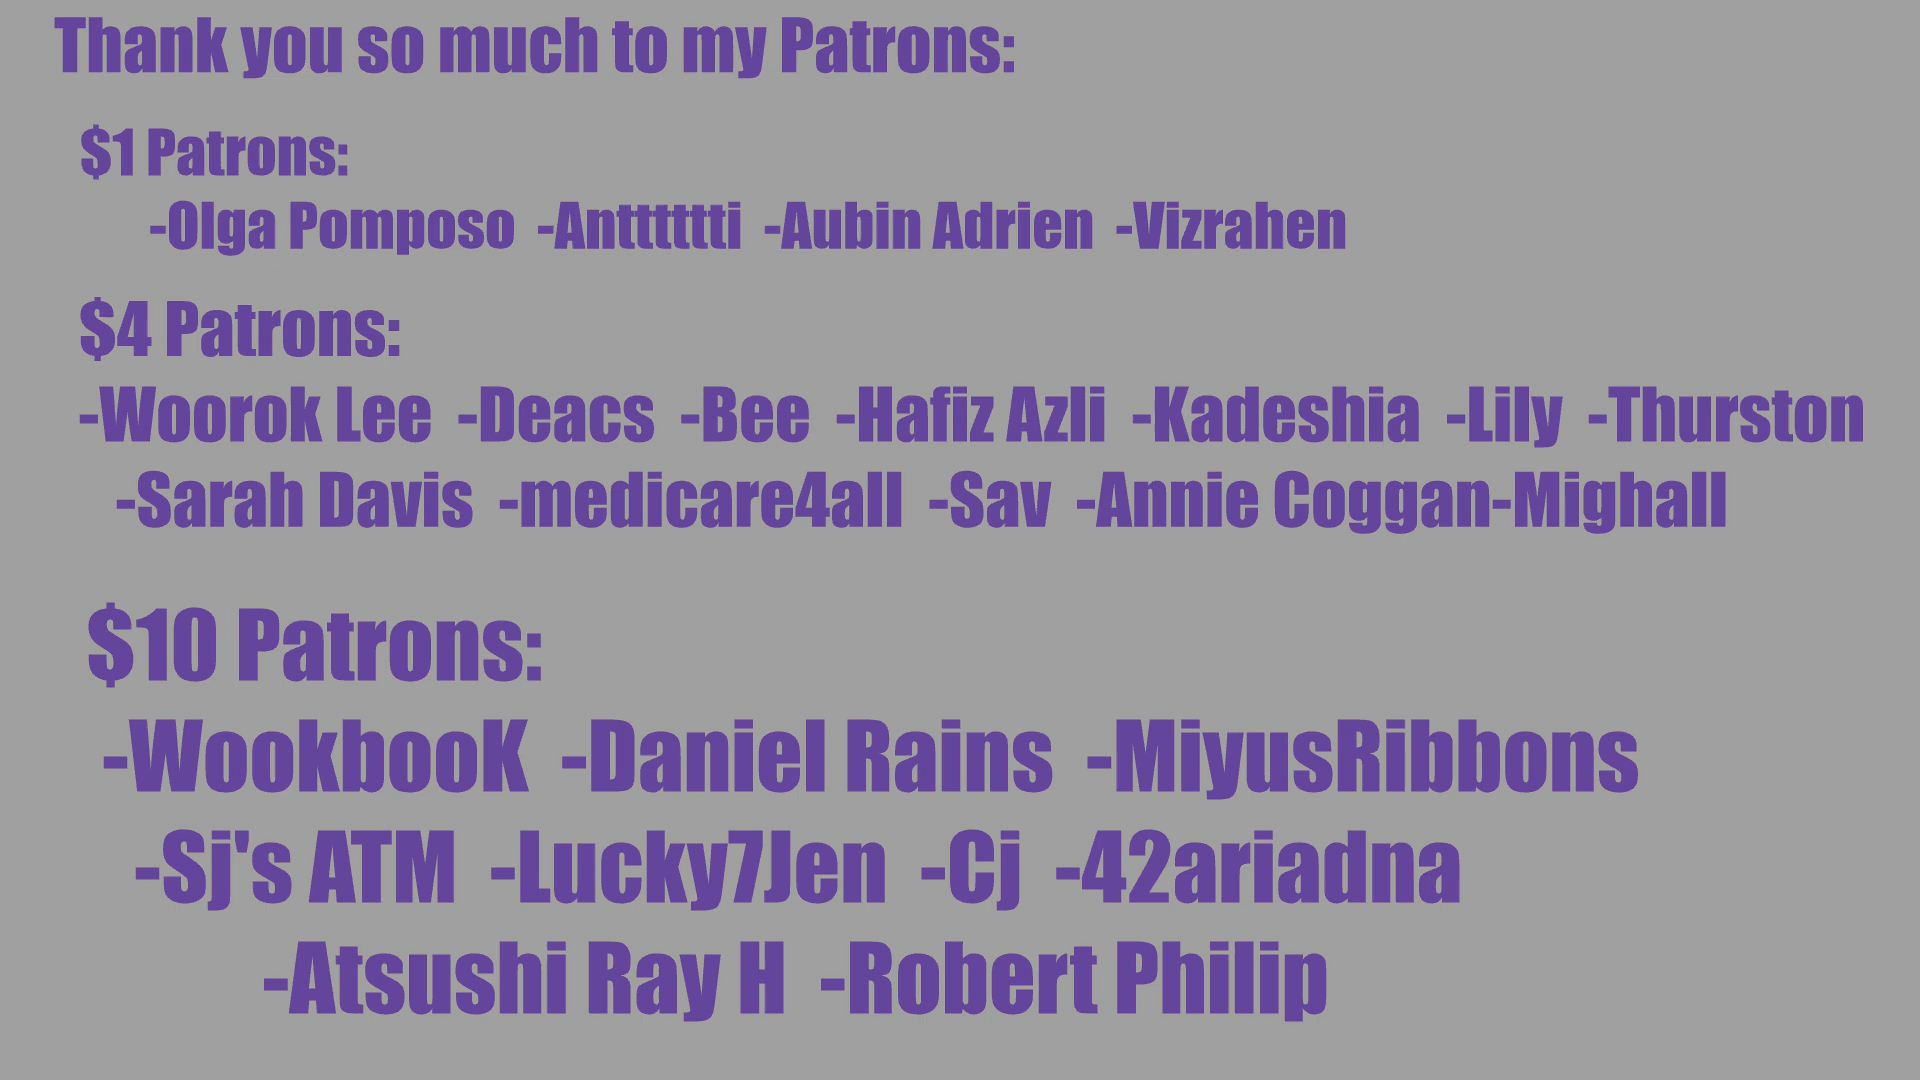 Thank you so much to my Patrons:
$1 Patrons:
-Olga Pomposo -Anttttttti -Aubin Adrien -Vizrahen
$4 Patrons:
-Woorok Lee -Deacs -Bee -Hafiz Azli -Kadeshia -Lily -Thurston
-Sarah Davis -medicare4all -Sav -Annie Coggan-Mighall
$10 Patrons:
-WookbooK -Daniel Rains -MiyusRibbons
-Sj's ATM -Lucky7Jen -Cj -42ariadna
-Atsushi Ray H -Robert Philip